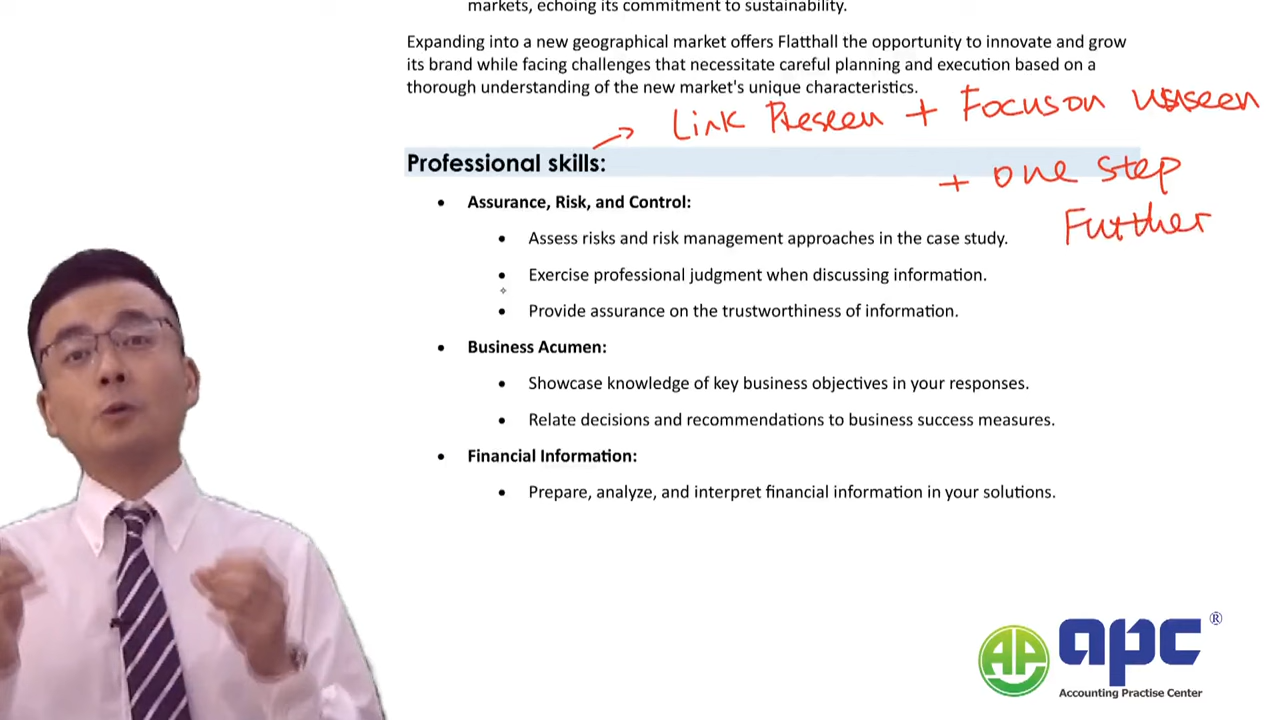 markets, echoing its commitment to sustainability.
Expanding into a new geographical market offers Flatthall the opportunity to innovate and grow
its brand while facing challenges that necessitate careful planning and execution based on a
thorough understanding of the new market's unique characteristics.
Link Preseen + Focus on unseen
+ one step
Further
Professional skills:
• Assurance, Risk, and Control:
• Assess risks and risk management approaches in the case study.
• Exercise professional judgment when discussing information.
• Provide assurance on the trustworthiness of information.
• Business Acumen:
• Showcase knowledge of key business objectives in your responses.
• Relate decisions and recommendations to business success measures.
• Financial Information:
• Prepare, analyze, and interpret financial information in your solutions.
AP
apc®
Accounting Practise Center